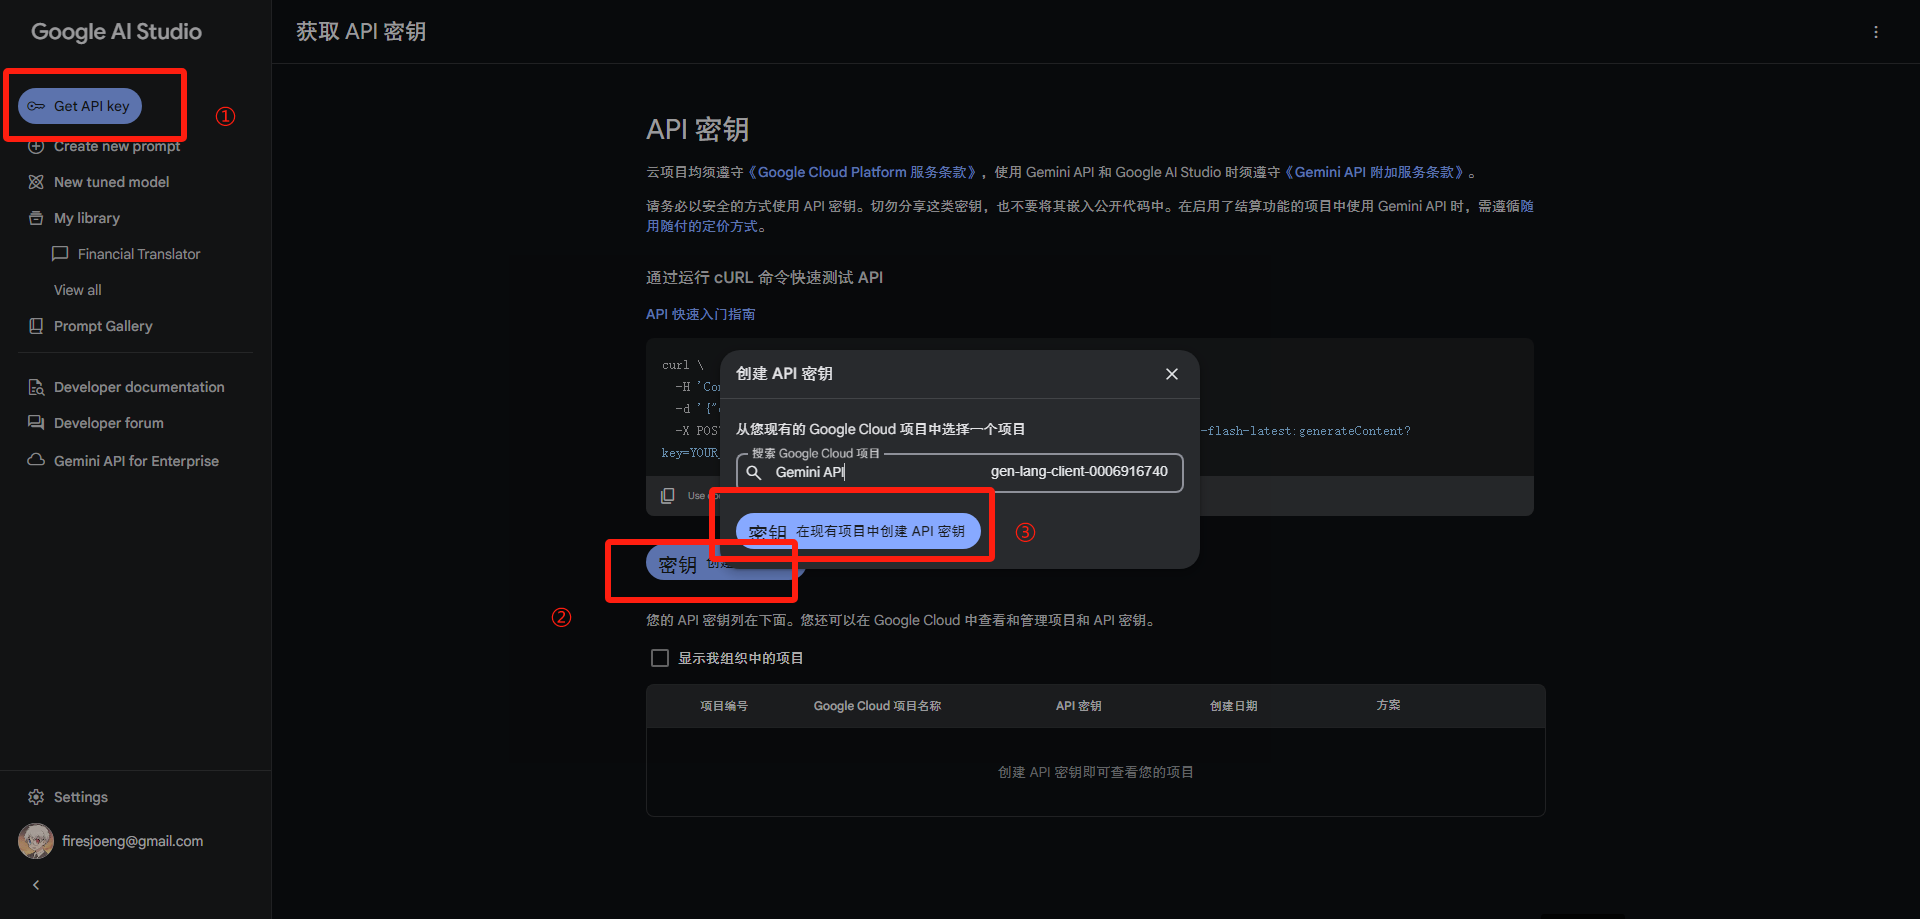 Google AI Studio
获取 API 密钥
Get API key
①
Create new prompt
New tuned model
My library
Financial Translator
View all
Prompt Gallery
Developer documentation
Developer forum
Gemini API for Enterprise
Settings
firesjoeng@gmail.com
API 密钥
云项目均须遵守《Google Cloud Platform 服务条款》，使用 Gemini API 和 Google AI Studio 时须遵守《Gemini API 附加服务条款》。
请务必以安全的方式使用 API 密钥。切勿分享这类密钥，也不要将其嵌入公开代码中。在启用了结算功能的项目中使用 Gemini API 时，需遵循随
用随付的定价方式。
通过运行 cURL 命令快速测试 API
API 快速入门指南
curl \
-H 'Con
-d '{"
-X POST
-flash-latest:generateContent?
key=YOUR_
Use
创建 API 密钥
从您现有的 Google Cloud 项目中选择一个项目
搜索 Google Cloud 项目
Gemini API
gen-lang-client-0006916740
密钥 在现有项目中创建 API 密钥
③
密钥 创建
②
您的 API 密钥列在下面。您还可以在 Google Cloud 中查看和管理项目和 API 密钥。
显示我组织中的项目
项目编号 Google Cloud 项目名称 API 密钥 创建日期 方案
创建 API 密钥即可查看您的项目